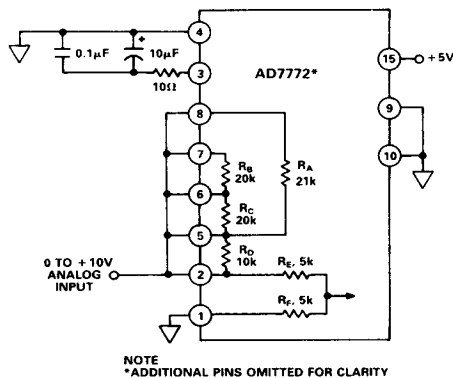 4
0.1µF
+
10µF
10Ω
3
AD7772*
15
+5V
8
9
7
RB
20k
RA
21k
10
6
RC
20k
5
RD
10k
0 TO +10V
ANALOG
INPUT
2
RE, 5k
RF, 5k
1
NOTE
*ADDITIONAL PINS OMITTED FOR CLARITY